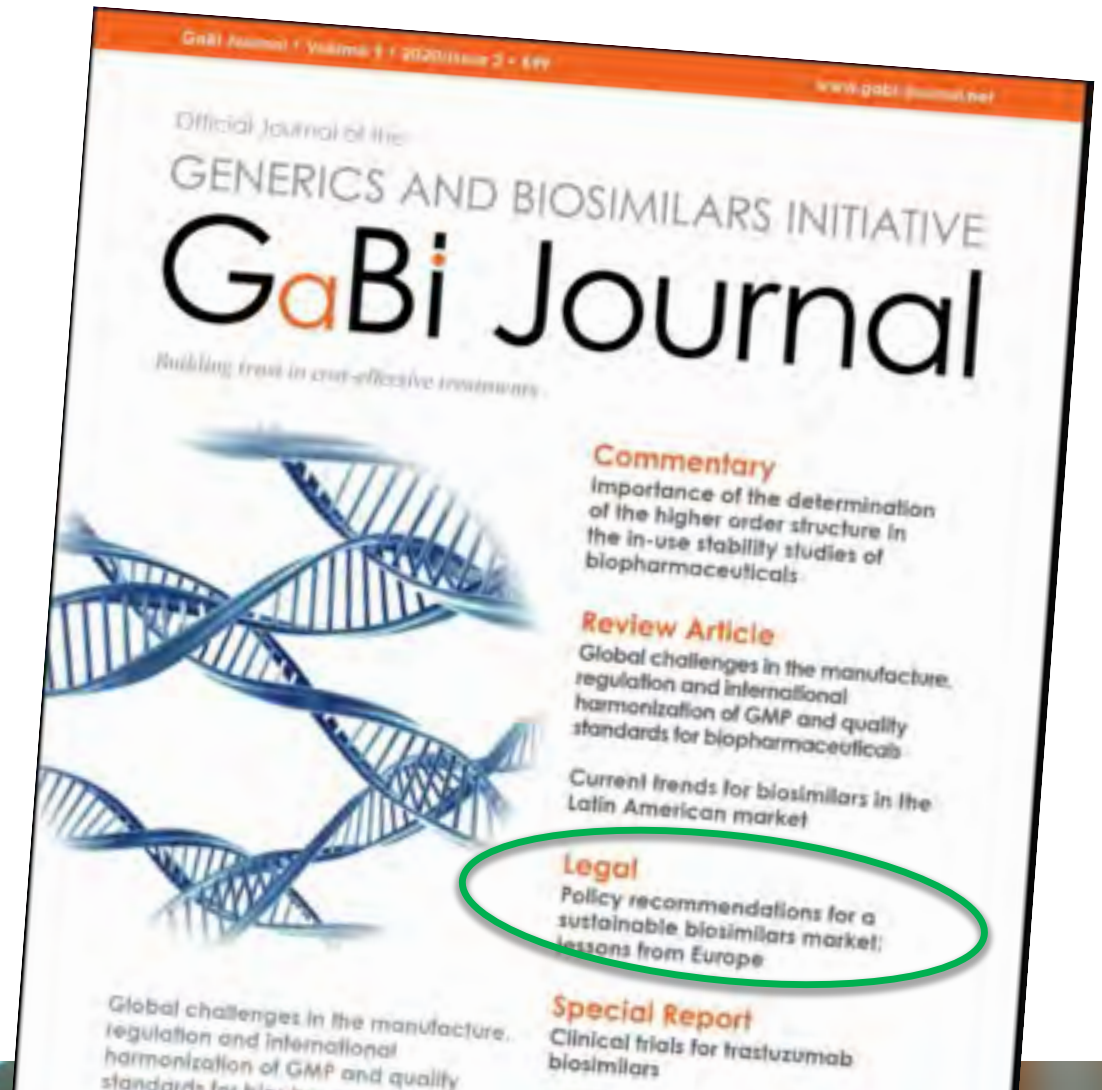 GaBI Journal | Volume 9 | 2020/Issue 2 • €99
www.gabi-journal.net
Official Journal of the
GENERICS AND BIOSIMILARS INITIATIVE
GaBi Journal
Building trust in cost-effective treatments
Commentary
Importance of the determination
of the higher order structure in
the in-use stability studies of
biopharmaceuticals
Review Article
Global challenges in the manufacture,
regulation and international
harmonization of GMP and quality
standards for biopharmaceuticals
Current trends for biosimilars in the
Latin American market
Legal
Policy recommendations for a
sustainable biosimilars market:
lessons from Europe
Special Report
Clinical trials for trastuzumab
biosimilars
Global challenges in the manufacture,
regulation and international
harmonization of GMP and quality
standards for